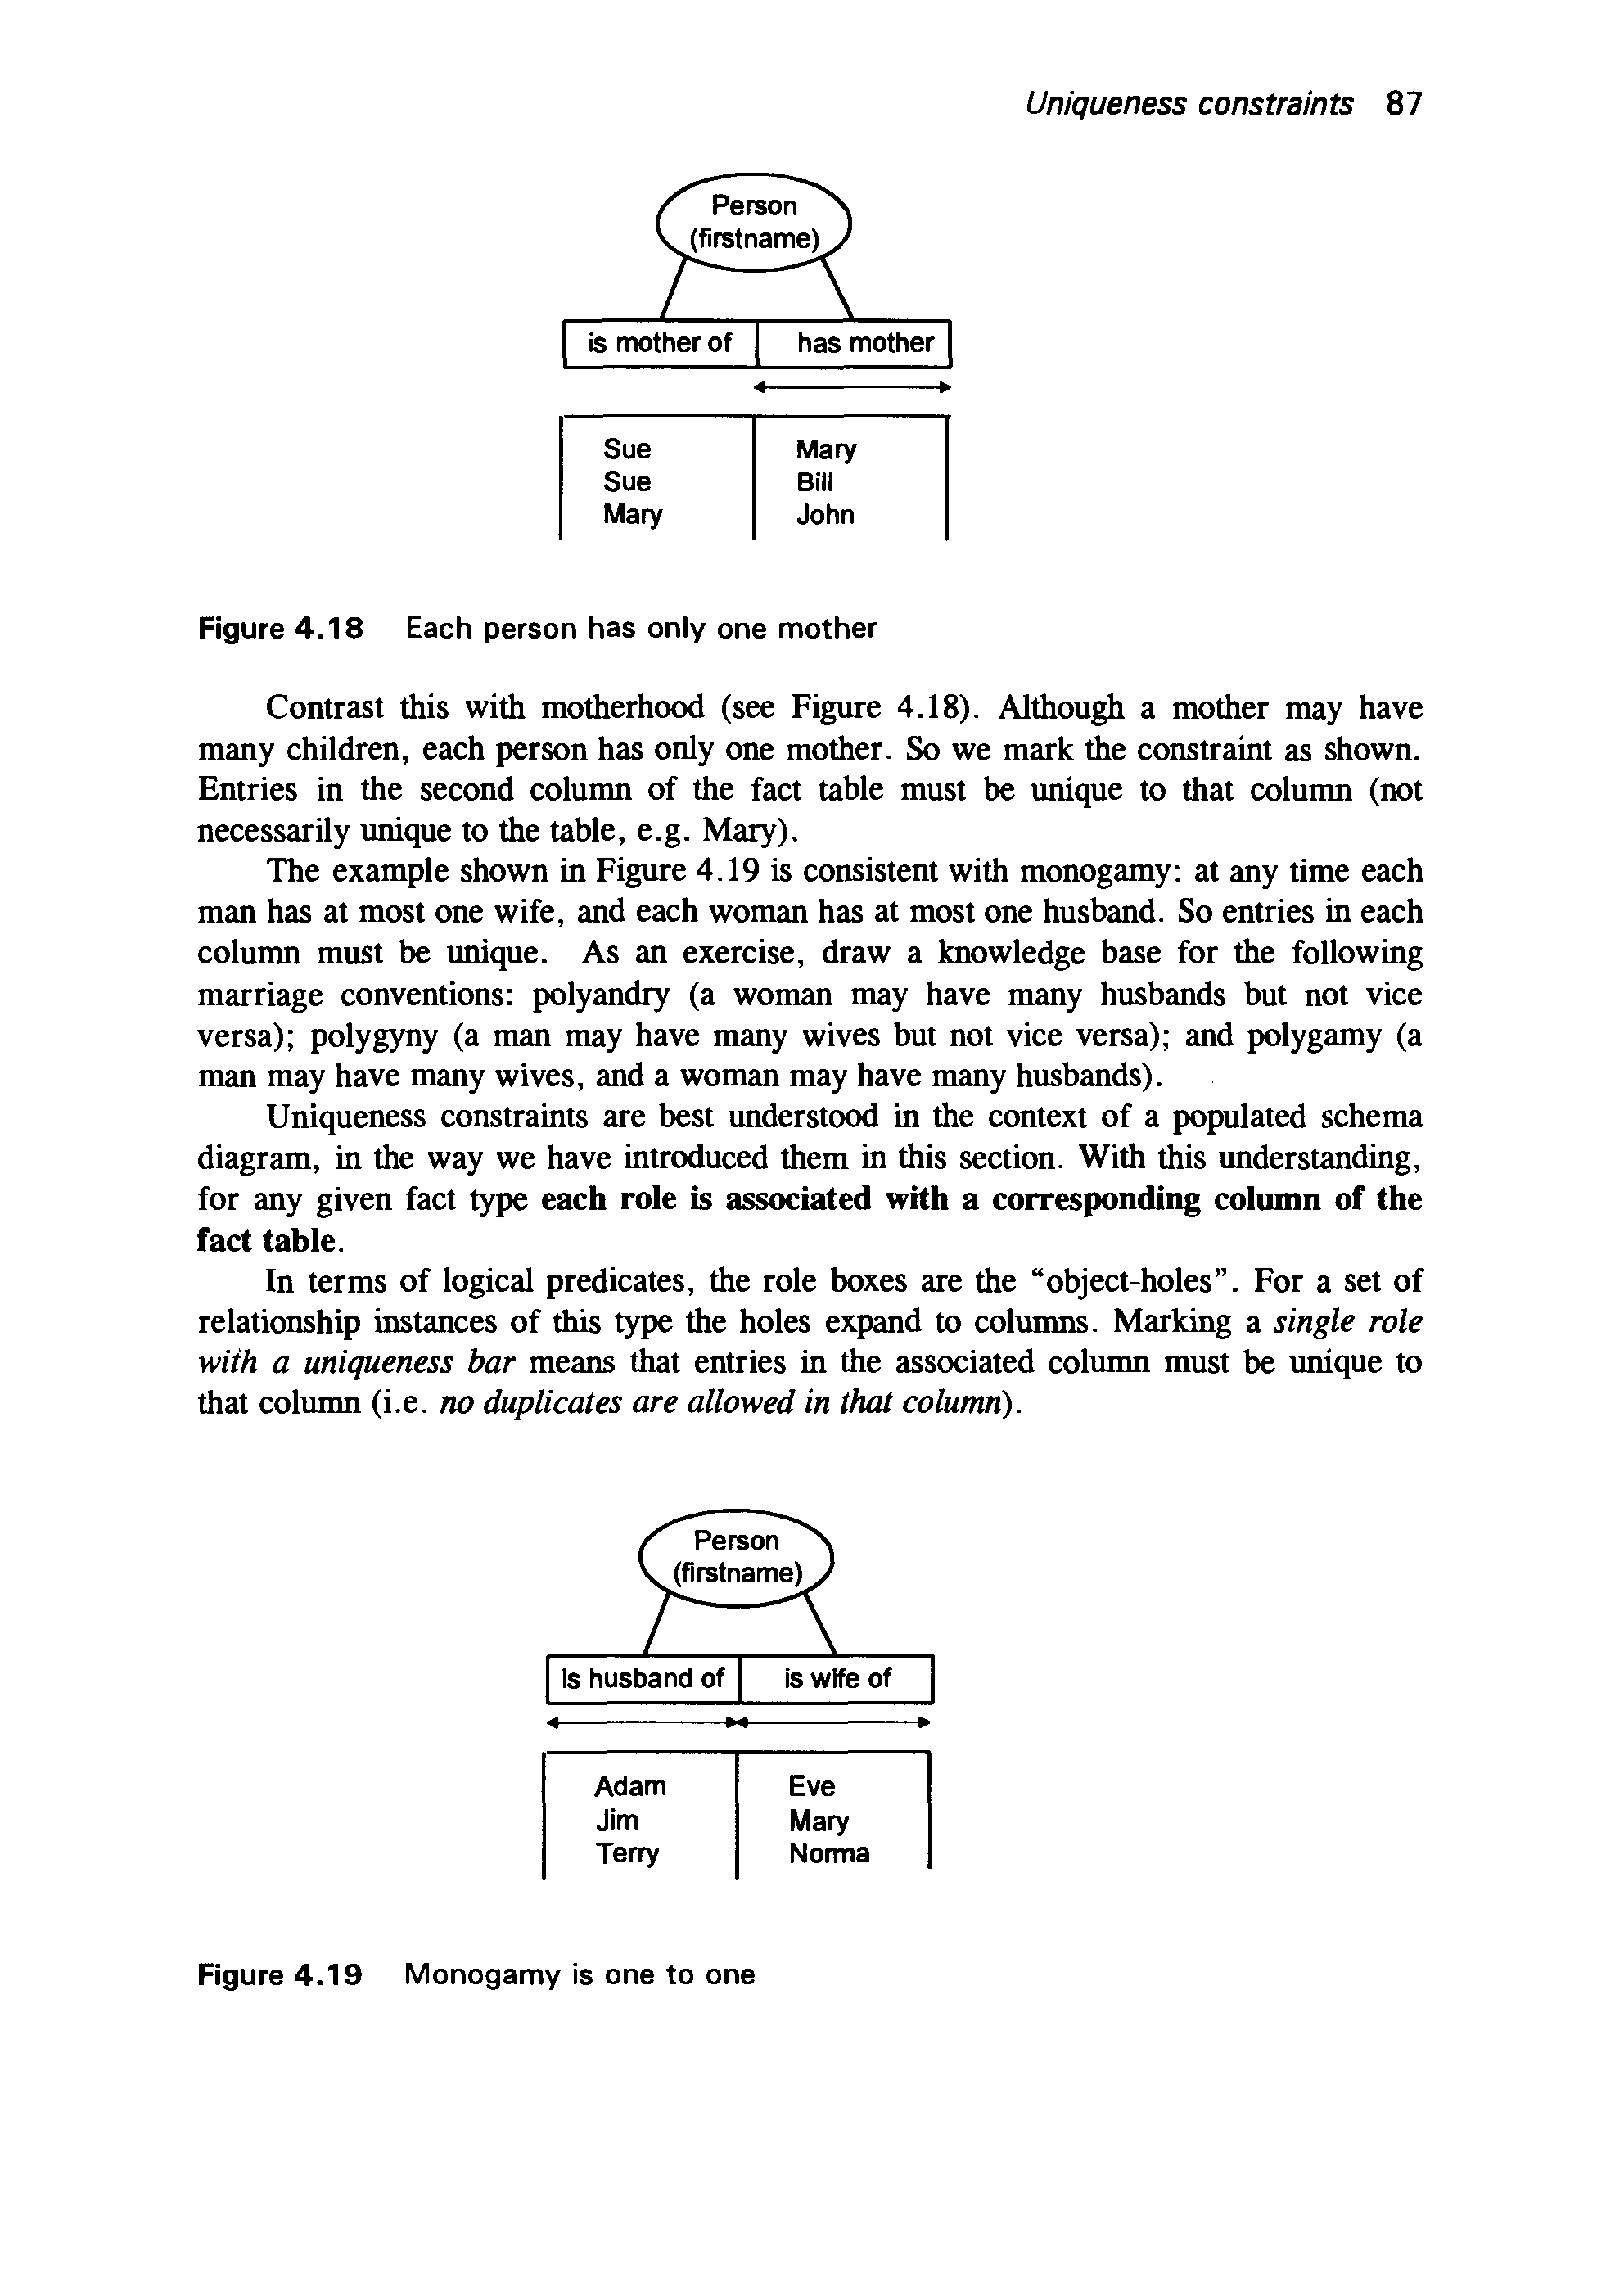 Uniqueness constraints 87
Person
(firstname)
is mother of has mother
Sue Mary
Sue Bill
Mary John
Figure 4.18 Each person has only one mother
Contrast this with motherhood (see Figure 4.18). Although a mother may have
many children, each person has only one mother. So we mark the constraint as shown.
Entries in the second column of the fact table must be unique to that column (not
necessarily unique to the table, e.g. Mary).
The example shown in Figure 4.19 is consistent with monogamy: at any time each
man has at most one wife, and each woman has at most one husband. So entries in each
column must be unique. As an exercise, draw a knowledge base for the following
marriage conventions: polyandry (a woman may have many husbands but not vice
versa); polygyny (a man may have many wives but not vice versa); and polygamy (a
man may have many wives, and a woman may have many husbands).
Uniqueness constraints are best understood in the context of a populated schema
diagram, in the way we have introduced them in this section. With this understanding,
for any given fact type each role is associated with a corresponding column of the
fact table.
In terms of logical predicates, the role boxes are the “object-holes”. For a set of
relationship instances of this type the holes expand to columns. Marking a single role
with a uniqueness bar means that entries in the associated column must be unique to
that column (i.e. no duplicates are allowed in that column).
Person
(firstname)
is husband of is wife of
Adam Eve
Jim Mary
Terry Norma
Figure 4.19 Monogamy is one to one